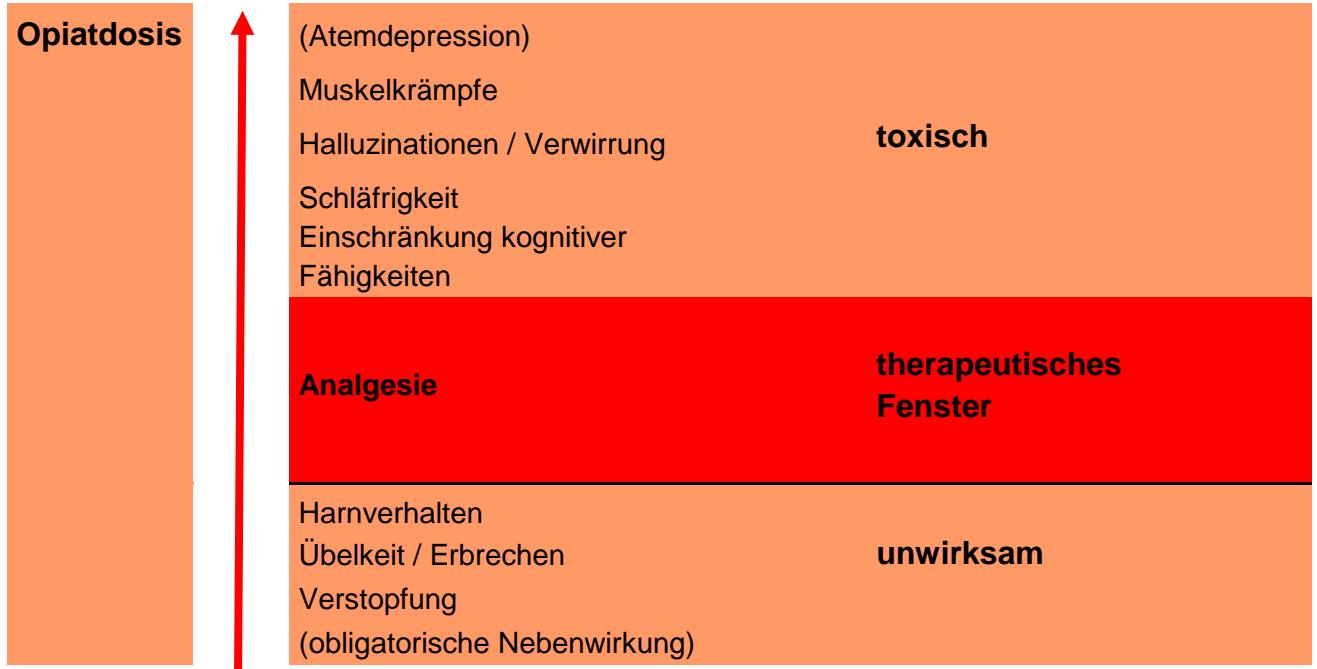 Opiatdosis
(Atemdepression)
Muskelkrämpfe
Halluzinationen / Verwirrung
toxisch
Schläfrigkeit
Einschränkung kognitiver
Fähigkeiten
Analgesie
therapeutisches
Fenster
Harnverhalten
Übelkeit / Erbrechen
unwirksam
Verstopfung
(obligatorische Nebenwirkung)